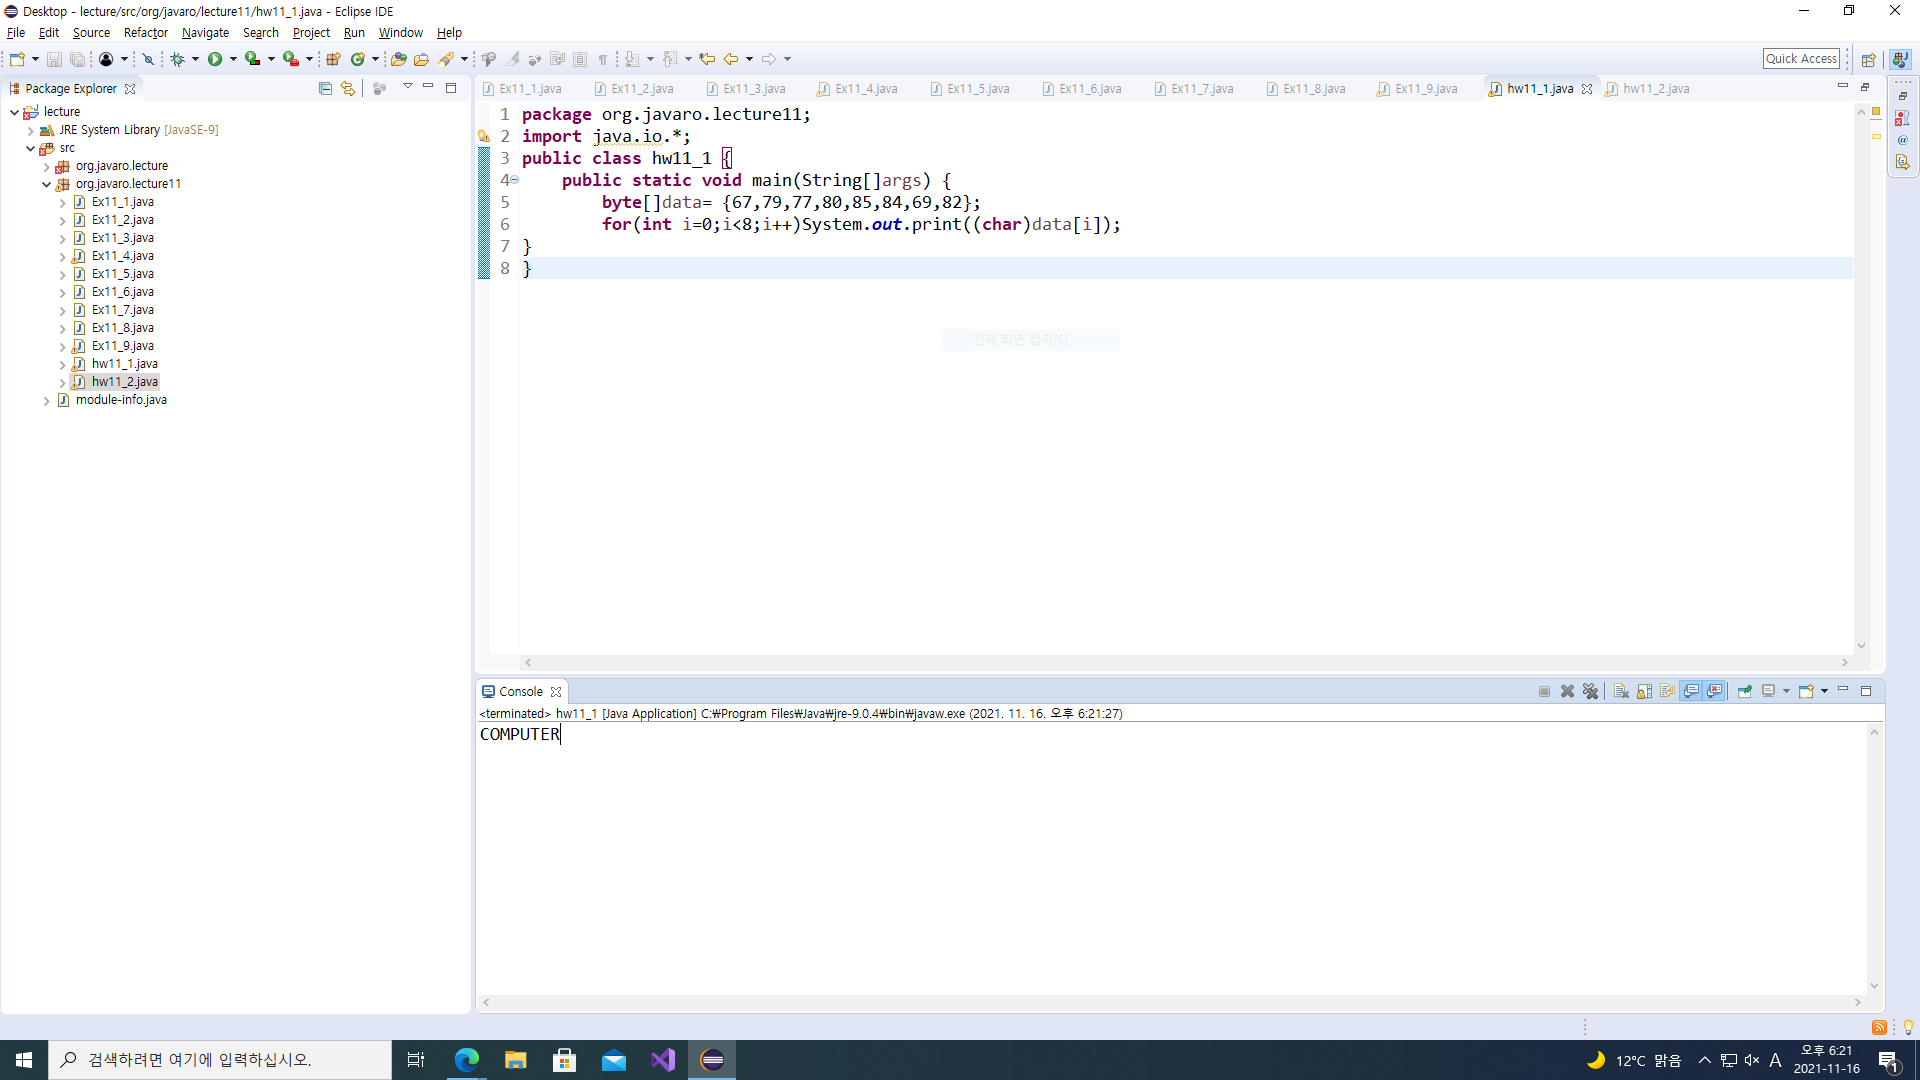 Desktop - lecture/src/org/javaro/lecture11/hw11_1.java - Eclipse IDE
File Edit Source Refactor Navigate Search Project Run Window Help
Quick Access
Package Explorer
lecture
JRE System Library [JavaSE-9]
src
org.javaro.lecture
org.javaro.lecture11
Ex11_1.java
Ex11_2.java
Ex11_3.java
Ex11_4.java
Ex11_5.java
Ex11_6.java
Ex11_7.java
Ex11_8.java
Ex11_9.java
hw11_1.java
hw11_2.java
module-info.java
Ex11_1.java Ex11_2.java Ex11_3.java Ex11_4.java Ex11_5.java Ex11_6.java Ex11_7.java Ex11_8.java Ex11_9.java hw11_1.java hw11_2.java
1 package org.javaro.lecture11;
2 import java.io.*;
3 public class hw11_1 {
4 public static void main(String[]args) {
5 byte[]data= {67,79,77,80,85,84,69,82};
6 for(int i=0;i<8;i++)System.out.print((char)data[i]);
7 }
8 }
전체 화면 캡처(S)
Console
<terminated> hw11_1 [Java Application] C:₩Program Files₩Java₩jre-9.0.4₩bin₩javaw.exe (2021. 11. 16. 오후 6:21:27)
COMPUTER
검색하려면 여기에 입력하십시오.
12°C 맑음
A
오후 6:21
2021-11-16
1